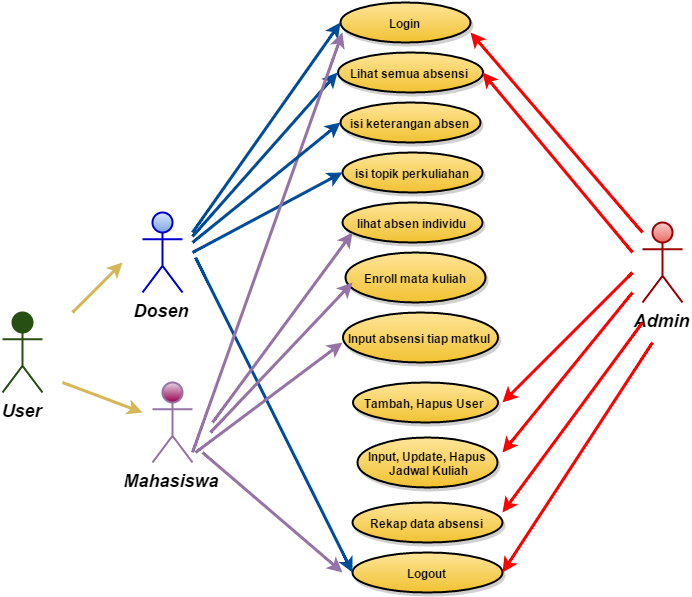 Login
Lihat semua absensi
isi keterangan absen
isi topik perkuliahan
lihat absen individu
Enroll mata kuliah
Input absensi tiap matkul
Tambah, Hapus User
Input, Update, Hapus
Jadwal Kuliah
Rekap data absensi
Logout
Dosen
User
Mahasiswa
Admin